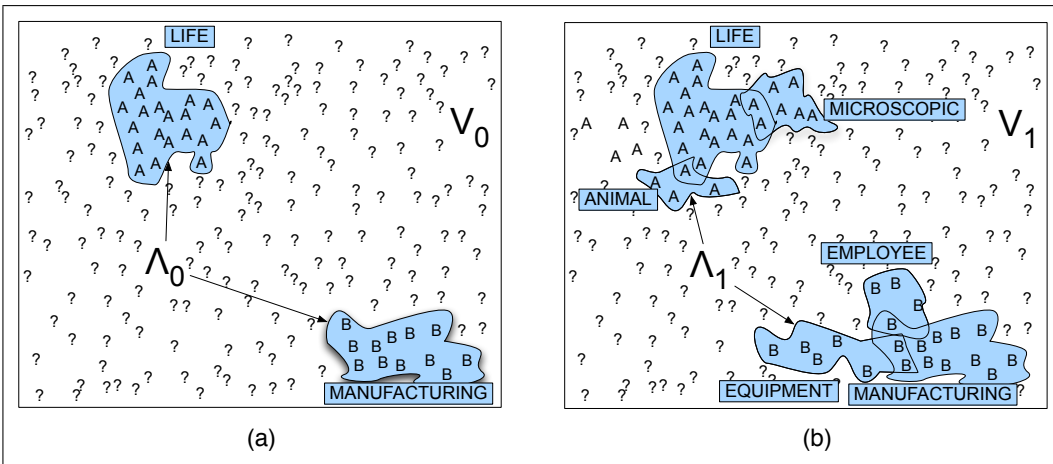 LIFE
V0
Λ0
MANUFACTURING
(a)
LIFE
MICROSCOPIC
V1
ANIMAL
Λ1
EMPLOYEE
EQUIPMENT
MANUFACTURING
(b)